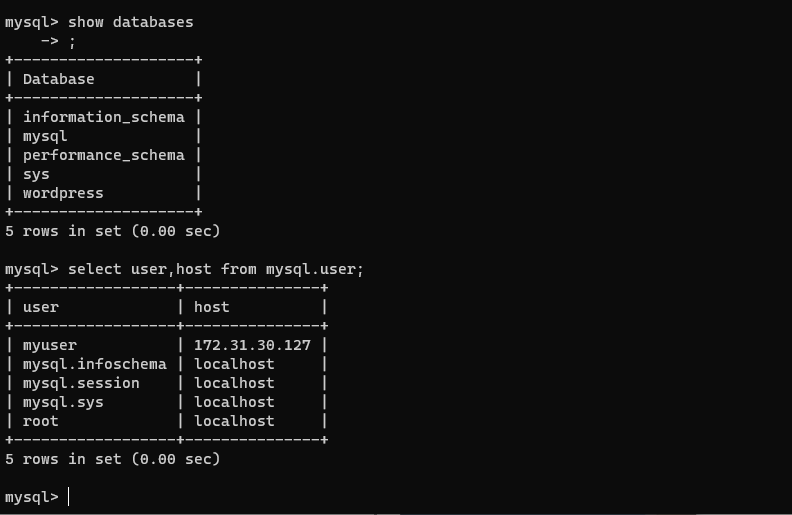 mysql> show databases
    -> ;
+--------------------+
| Database           |
+--------------------+
| information_schema |
| mysql              |
| performance_schema |
| sys                |
| wordpress          |
+--------------------+
5 rows in set (0.00 sec)

mysql> select user,host from mysql.user;
+------------------+---------------+
| user             | host          |
+------------------+---------------+
| myuser           | 172.31.30.127 |
| mysql.infoschema | localhost     |
| mysql.session    | localhost     |
| mysql.sys        | localhost     |
| root             | localhost     |
+------------------+---------------+
5 rows in set (0.00 sec)

mysql>